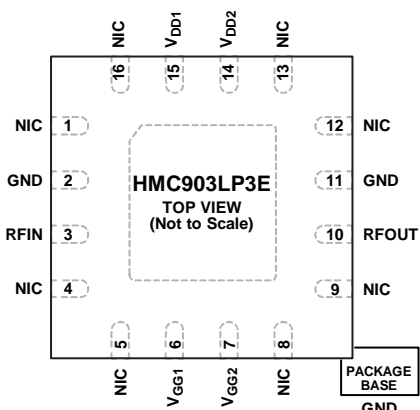 NIC VDD1 VDD2 NIC
16 15 14 13
NIC 1 12 NIC
GND 2 11 GND
HMC903LP3E
TOP VIEW
(Not to Scale)
RFIN 3 10 RFOUT
NIC 4 9 NIC
5 6 7 8
NIC VGG1 VGG2 NIC
PACKAGE
BASE
GND